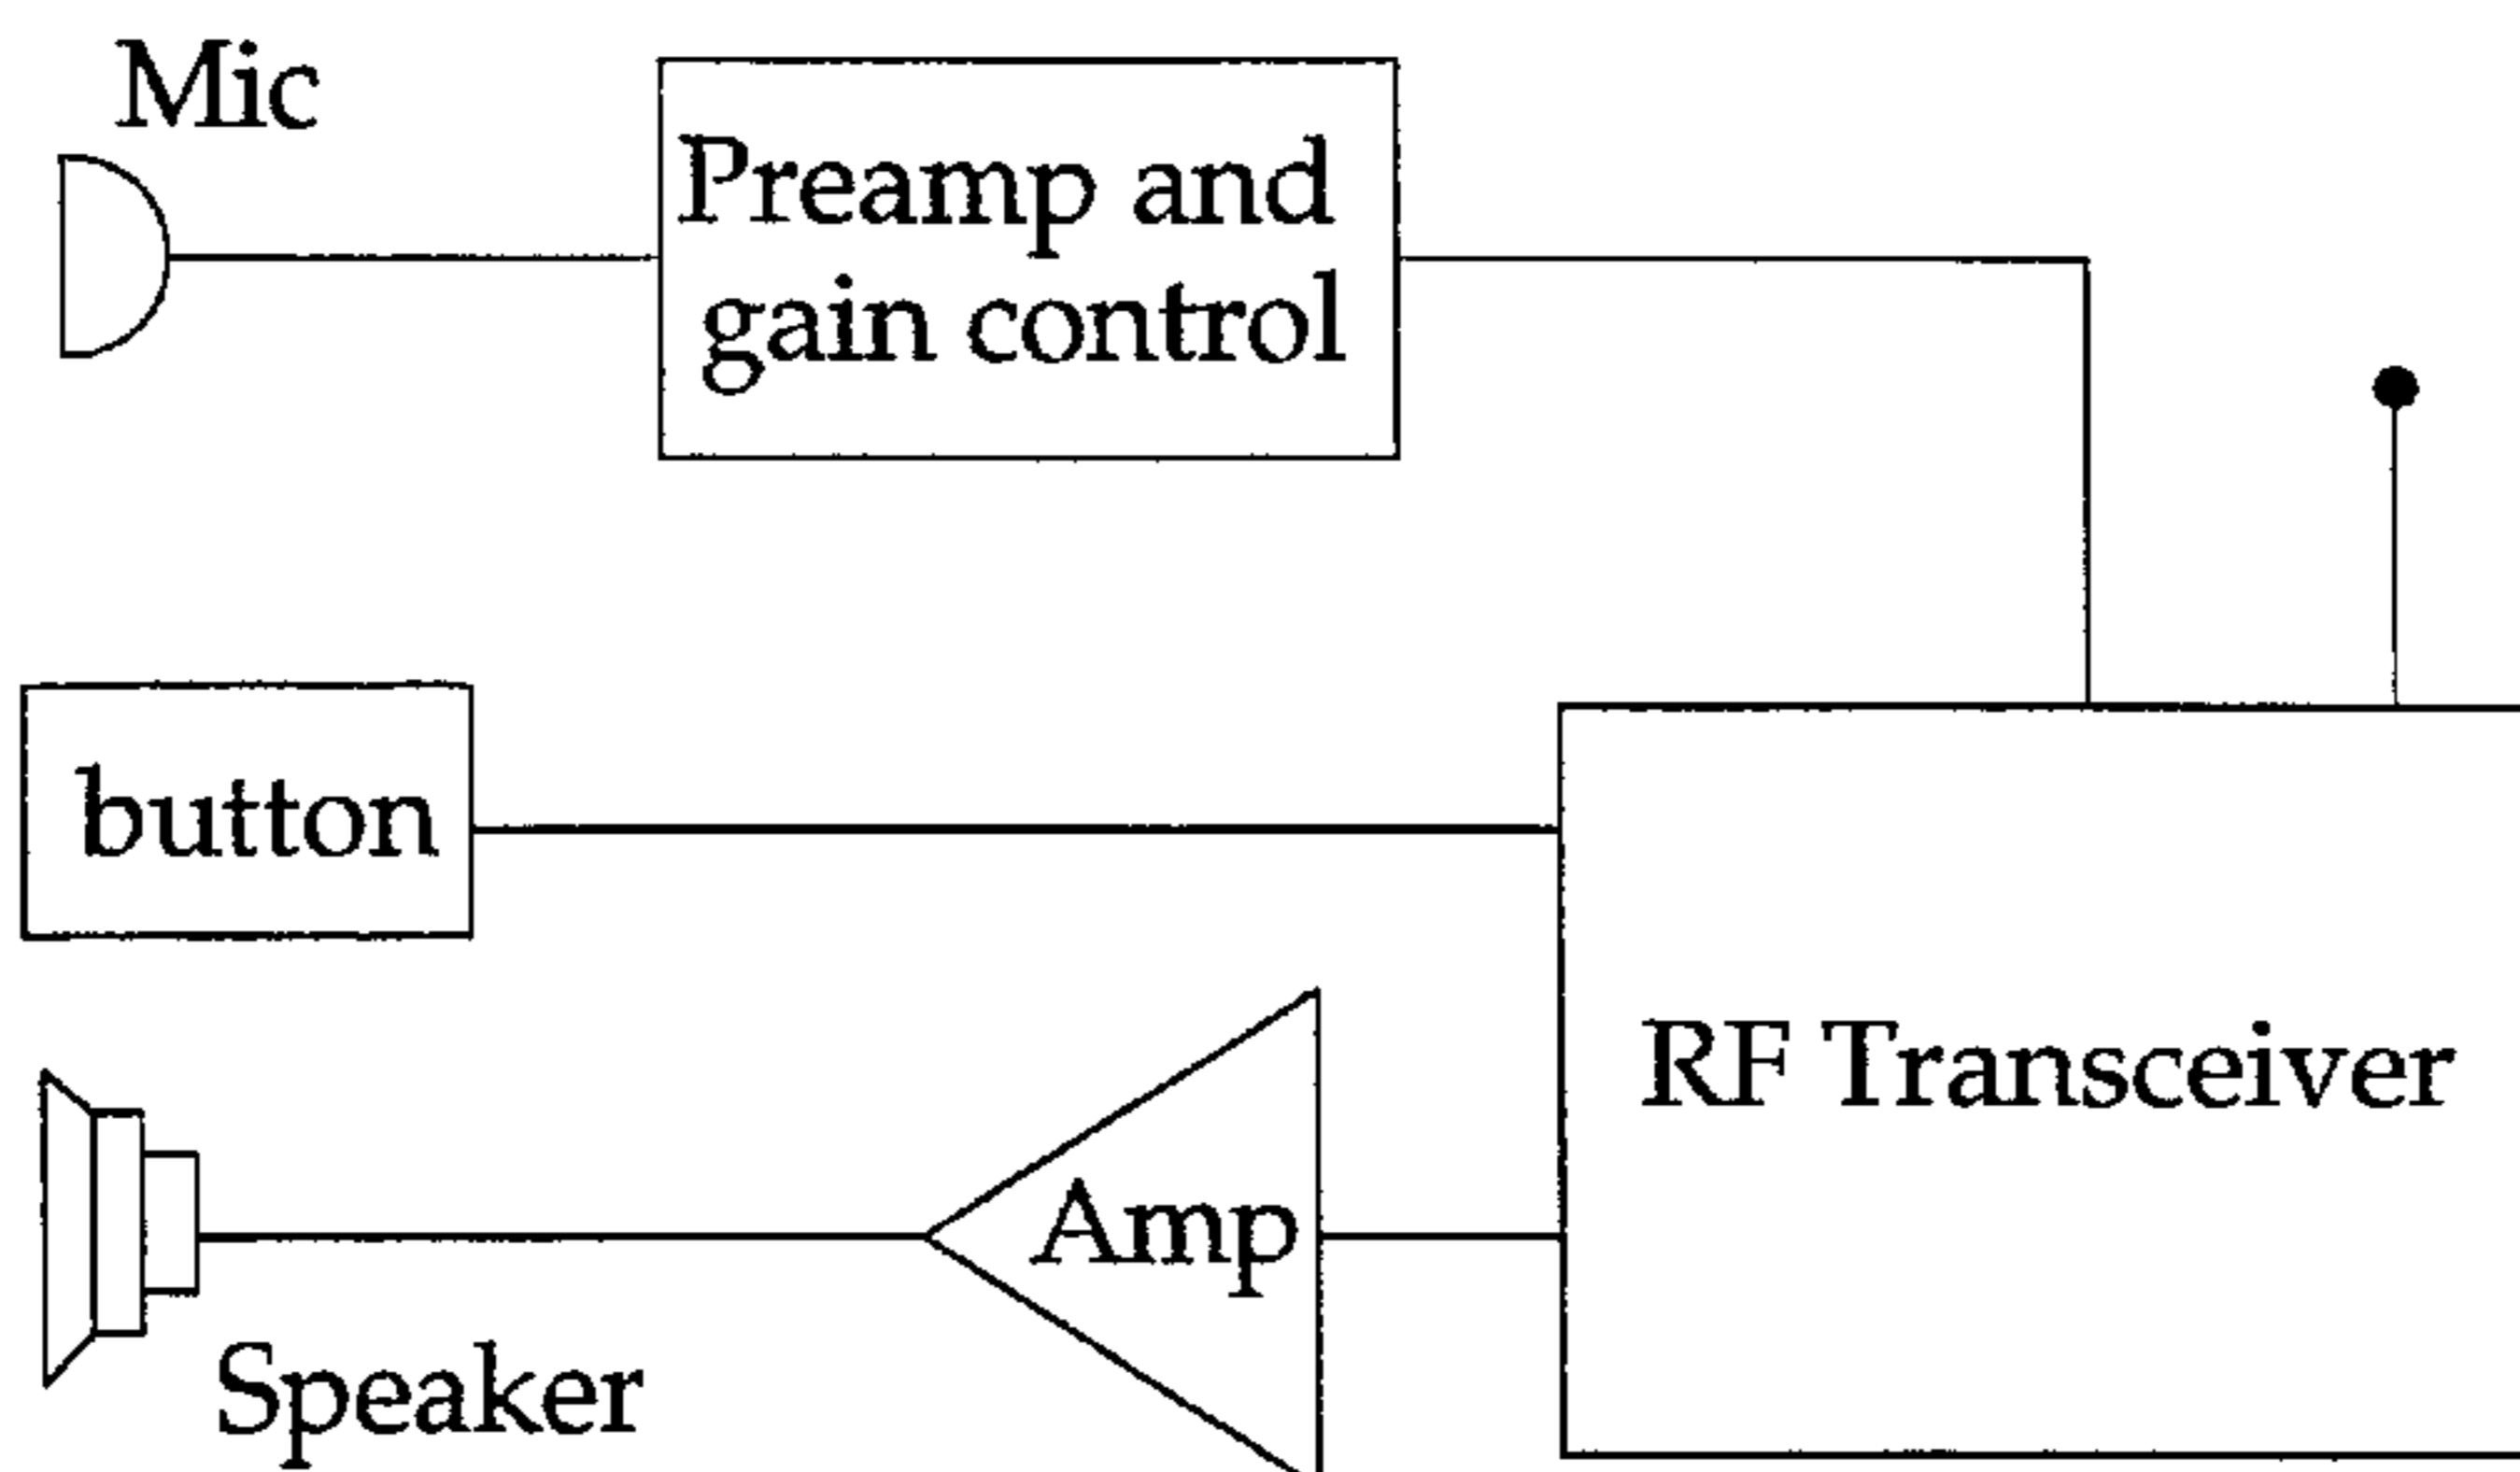 Mic
Preamp and
gain control
button
RF Transceiver
Amp
Speaker